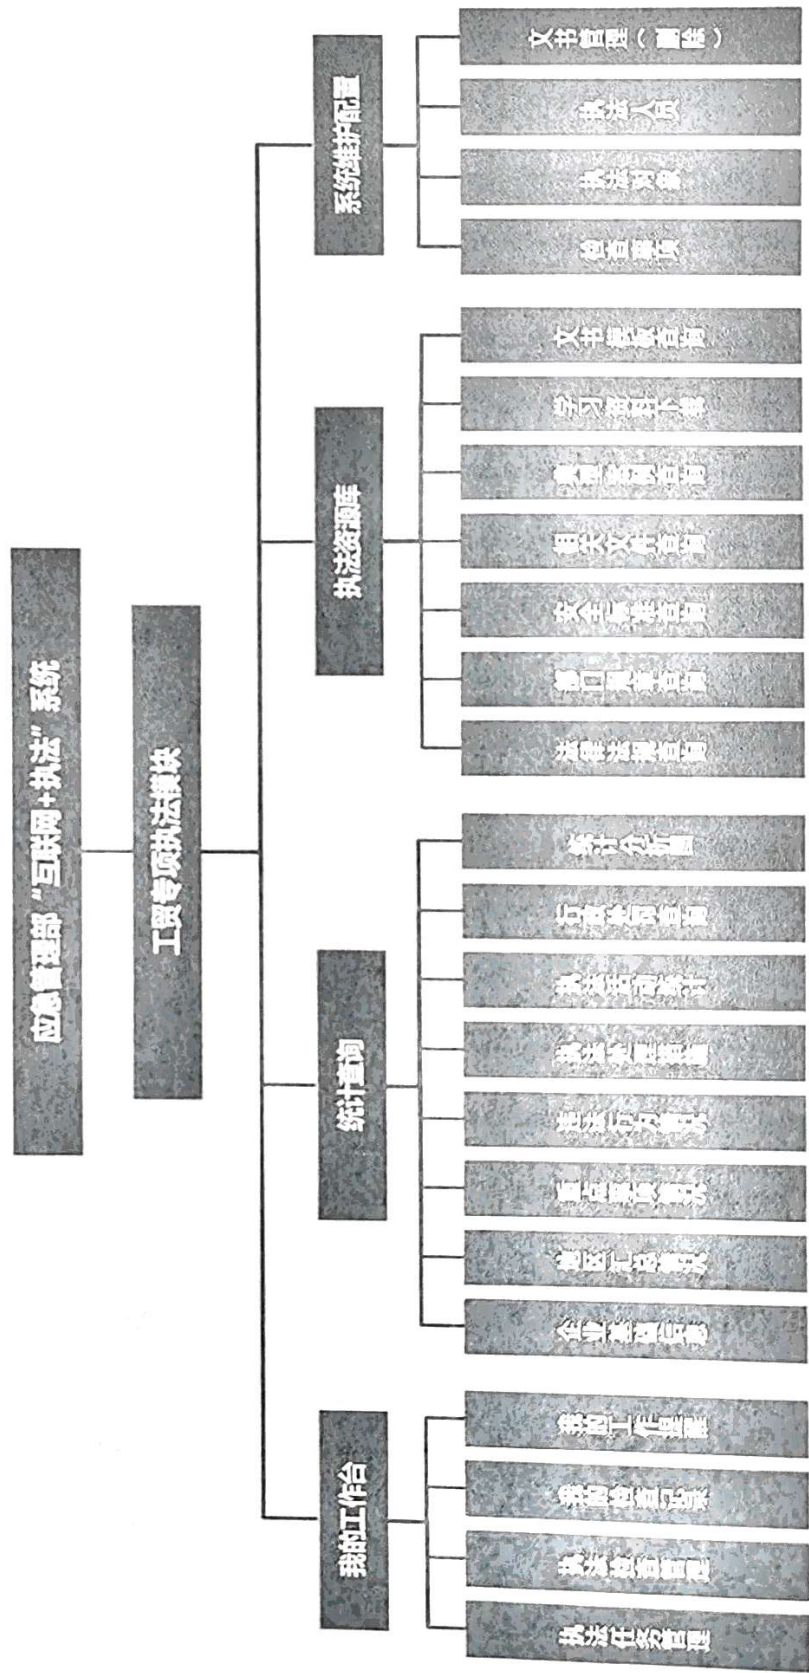 应急管理部“互联网+执法”系统
工贸专项执法模块
我的工作台
统计查询
执法资源库
系统维护配置
执法任务管理
执法检查管理
我的检查记录
我的工作提醒
企业基础信息
地区汇总情况
重点事项情况
违法行为情况
执法处理措施
执法活动统计
行政处罚查询
统计分析图
法律法规查询
部门规章查询
安全标准查询
相关文件查询
典型案例查询
学习资料下载
文书模板查询
检查事项
执法对象
执法人员
文书管理（删除）